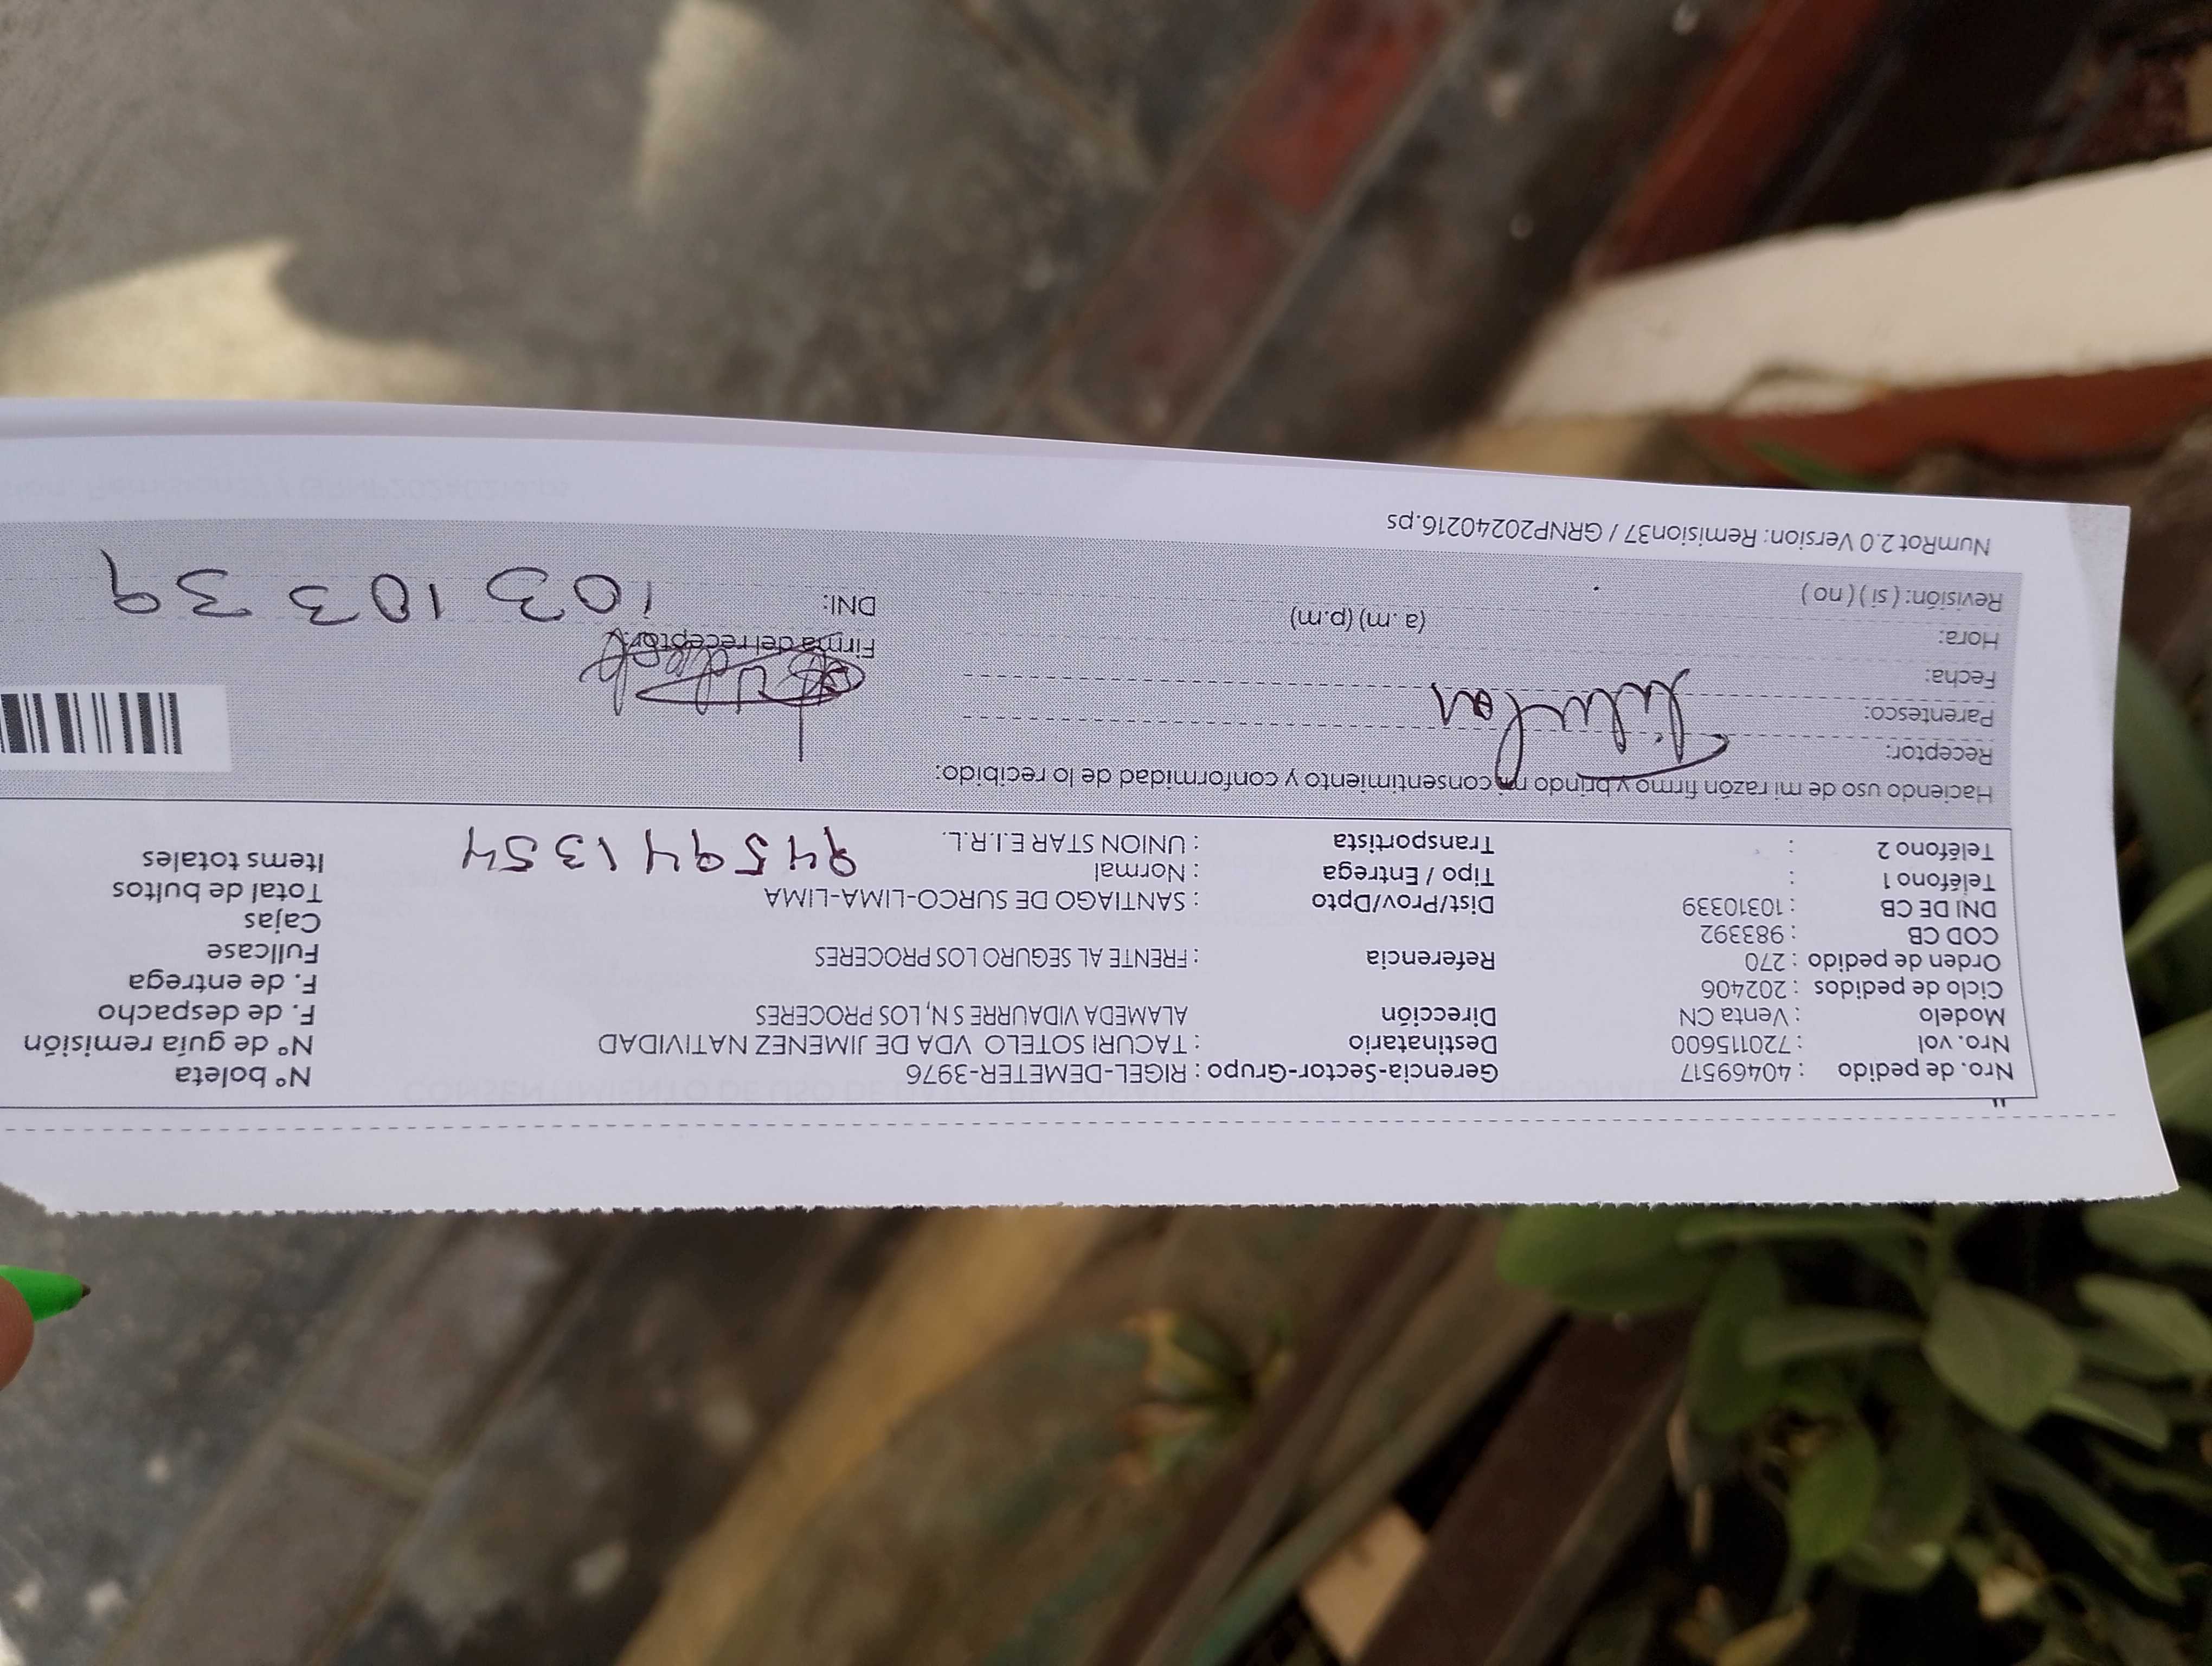 Nro. de pedido : 40469517 Gerencia-Sector-Grupo : RIGEL-DEMETER-3976 Nº boleta
Nro. vol : 720115600 Destinatario : TACURI SOTELO VDA DE JIMENEZ NATIVIDAD Nº de guía remisión
Modelo : Venta CN Dirección ALAMEDA VIDAURRE S N, LOS PROCERES F. de despacho
Ciclo de pedidos : 202406 F. de entrega
Orden de pedido : 270 Referencia : FRENTE AL SEGURO LOS PROCERES Fullcase
COD CB : 983392 Cajas
DNI DE CB : 10310339 Dist/Prov/Dpto : SANTIAGO DE SURCO-LIMA-LIMA Total de bultos
Teléfono 1 : Tipo / Entrega : Normal Items totales
Teléfono 2 : Transportista : UNION STAR E.I.R.L. 945941354
Haciendo uso de mi razón firmo y brindo mi consentimiento y conformidad de lo recibido:
Receptor:
Parentesco: Titular
Fecha:
Hora: (a .m) (p.m) Firma del receptor:
Revisión: ( si ) ( no ) DNI: 10310339
NumRot 2.0 Version: Remision37 / GRNP20240216.ps